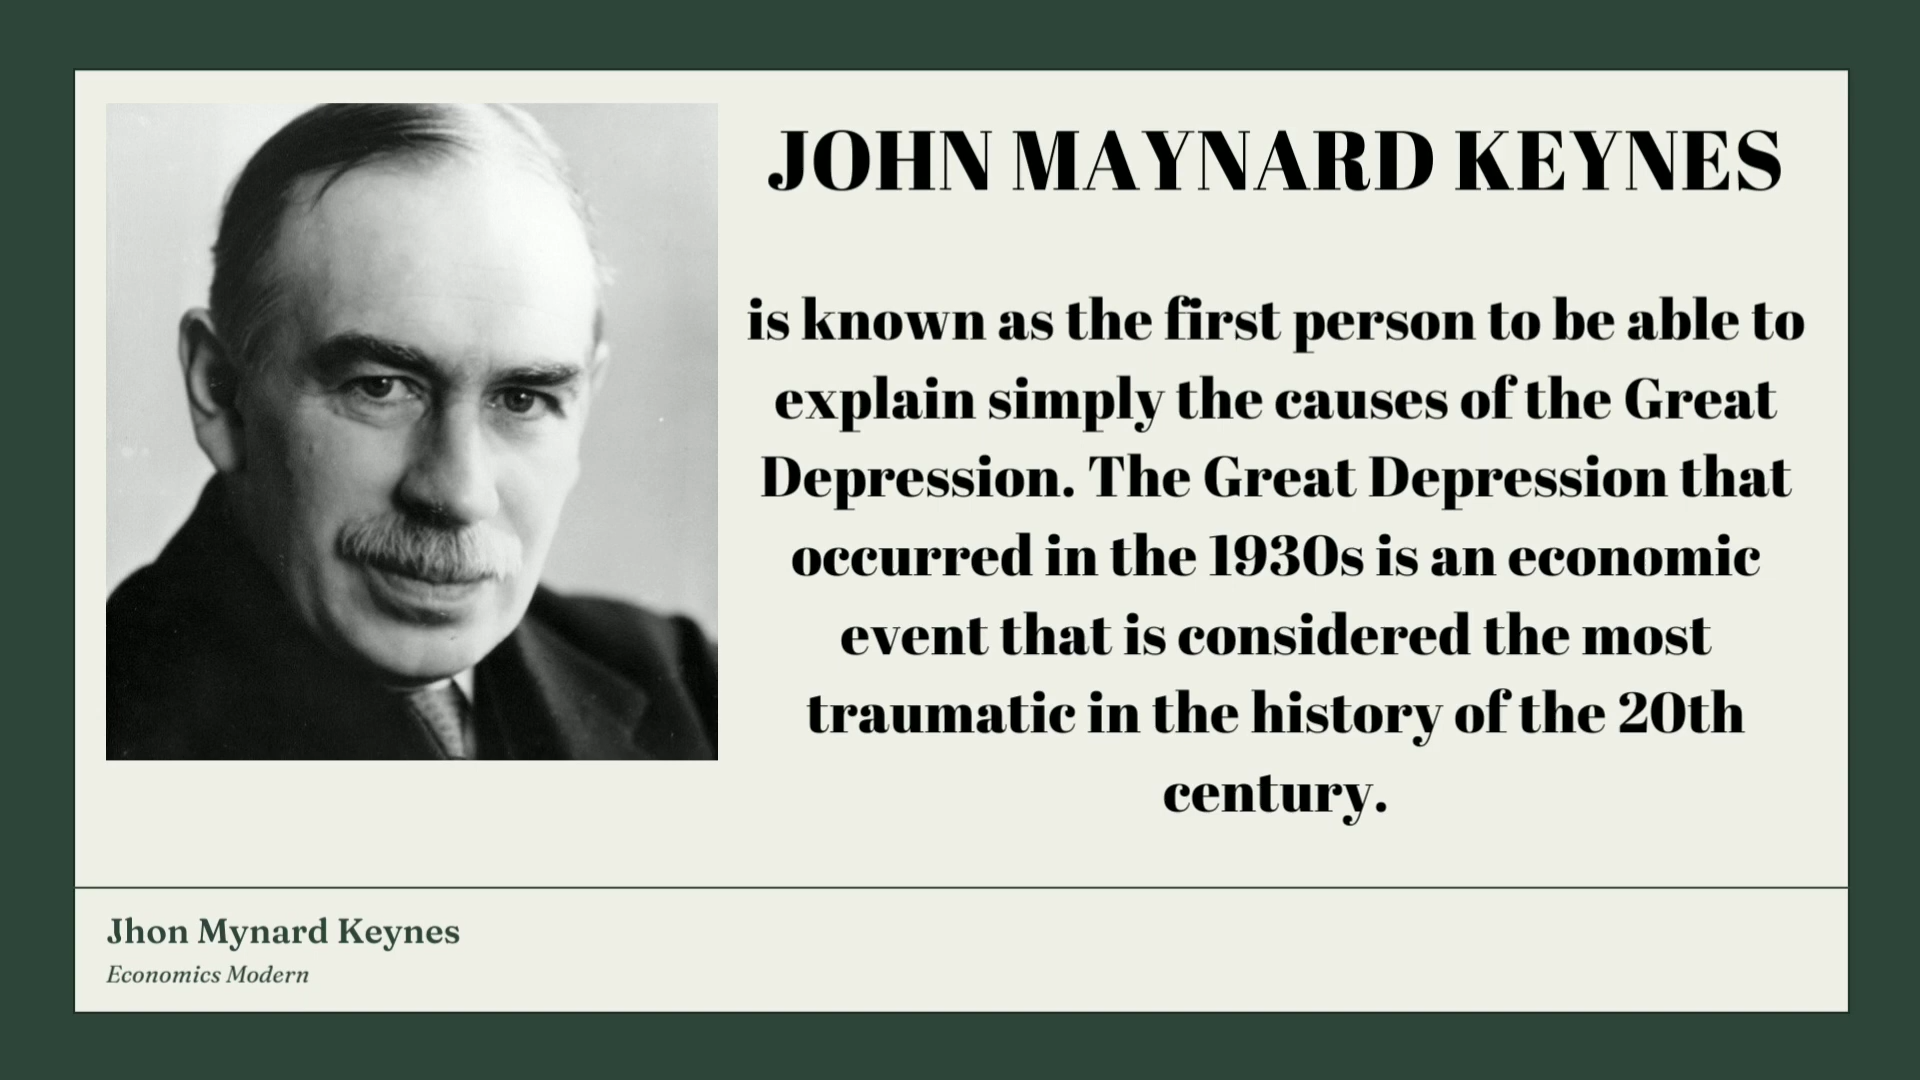 JOHN MAYNARD KEYNES
is known as the first person to be able to
explain simply the causes of the Great
Depression. The Great Depression that
occurred in the 1930s is an economic
event that is considered the most
traumatic in the history of the 20th
century.
Jhon Mynard Keynes
Economics Modern